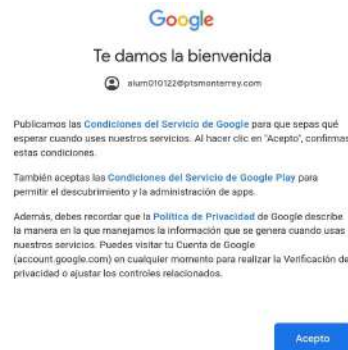 Google
Te damos la bienvenida
alum010122@ptsmonterrey.com
Publicamos las Condiciones del Servicio de Google para que sepas qué
esperar cuando uses nuestros servicios. Al hacer clic en "Acepto", confirmas
estas condiciones.
También aceptas las Condiciones del Servicio de Google Play para
permitir el descubrimiento y la administración de apps.
Además, debes recordar que la Política de Privacidad de Google describe
la manera en la que manejamos la información que se genera cuando usas
nuestros servicios. Puedes visitar tu Cuenta de Google
(account.google.com) en cualquier momento para realizar la Verificación de
privacidad o ajustar los controles relacionados.
Acepto